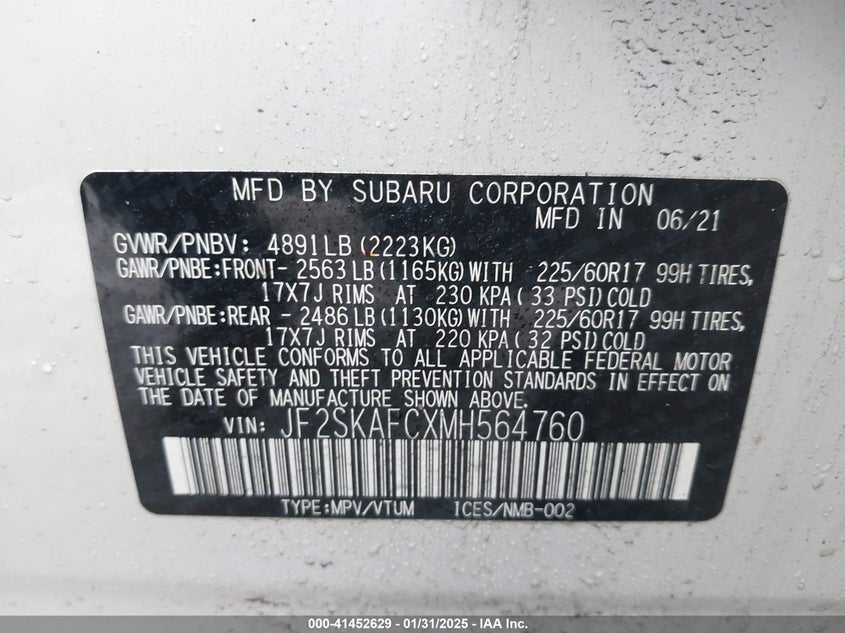 MFD BY SUBARU CORPORATION
MFD IN 06/21
GVWR/PNBV: 4891LB(2223KG)
GAWR/PNBE:FRONT- 2563LB(1165KG)WITH 225/60R17 99H TIRES,
17X7J RIMS AT 230 KPA( 33 PSI)COLD
GAWR/PNBE:REAR - 2486LB(1130KG)WITH 225/60R17 99H TIRES,
17X7J RIMS AT 220 KPA( 32 PSI)COLD
THIS VEHICLE CONFORMS TO ALL APPLICABLE FEDERAL MOTOR
VEHICLE SAFETY AND THEFT PREVENTION STANDARDS IN EFFECT ON
THE DATE OF MANUFACTURE SHOWN ABOVE.
VIN: JF2SKAFCXMH564760
TYPE:MPV/VTUM ICES/NMB-002
000-41452629 - 01/31/2025 - © IAA Inc.